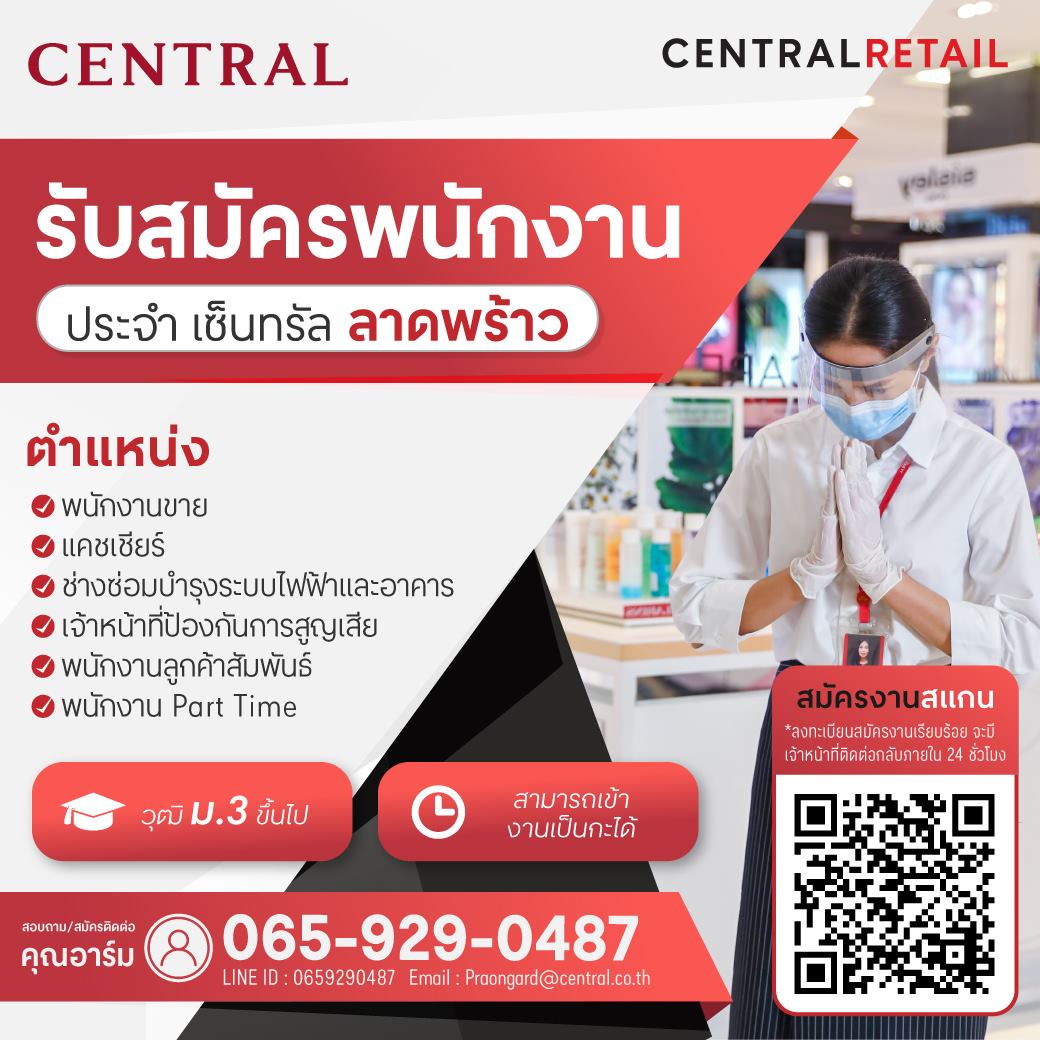 CENTRAL
CENTRALRETAIL
รับสมัครพนักงาน
ประจำ เซ็นทรัล ลาดพร้าว
ตำแหน่ง
พนักงานขาย
แคชเชียร์
ช่างซ่อมบำรุงระบบไฟฟ้าและอาคาร
เจ้าหน้าที่ป้องกันการสูญเสีย
พนักงานลูกค้าสัมพันธ์
พนักงาน Part Time
วุฒิ ม.3 ขึ้นไป
สามารถเข้า
งานเป็นกะได้
สมัครงานสแกน
*ลงทะเบียนสมัครงานเรียบร้อย จะมี
เจ้าหน้าที่ติดต่อกลับภายใน 24 ชั่วโมง
สอบถาม/สมัครติดต่อ
คุณอาร์ม
065-929-0487
LINE ID : 0659290487 Email : Praongard@central.co.th